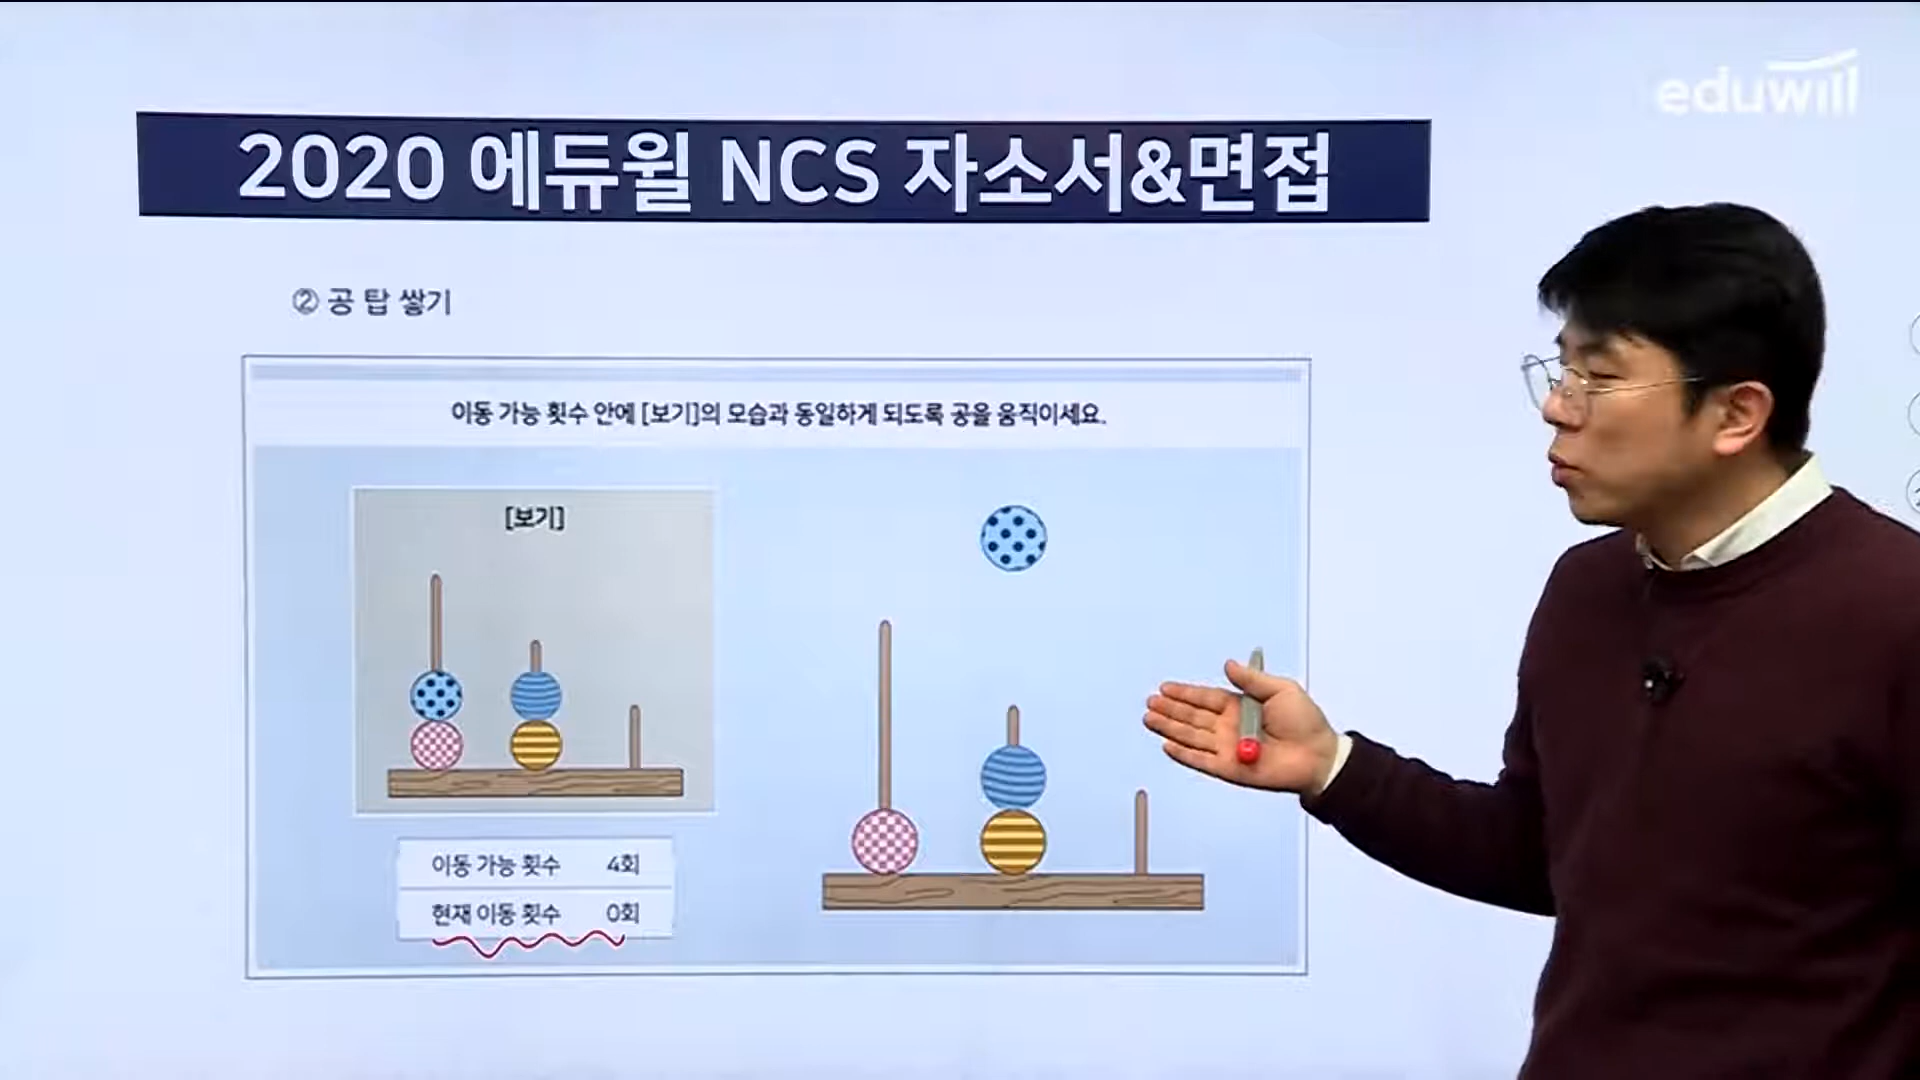 eduwill
2020 에듀윌 NCS 자소서&면접
② 공 탑 쌓기
이동 가능 횟수 안에 [보기]의 모습과 동일하게 되도록 공을 움직이세요.
[보기]
이동 가능 횟수 4회
현재 이동 횟수 0회